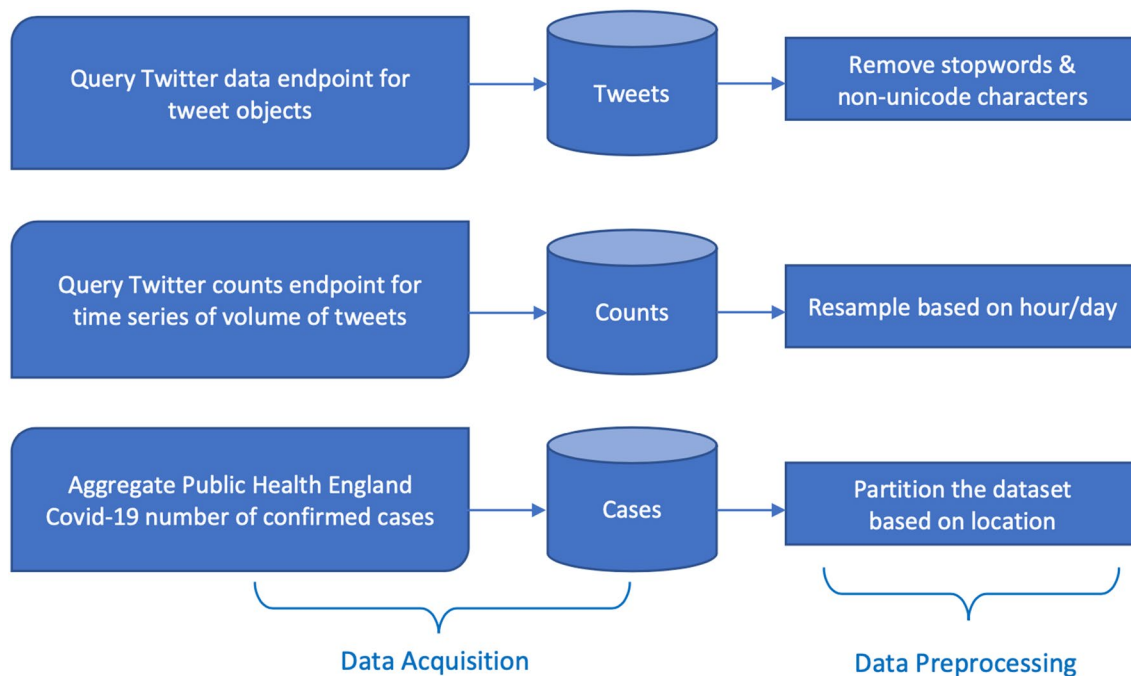 Query Twitter data endpoint for
tweet objects
Tweets
Remove stopwords &
non-unicode characters
Query Twitter counts endpoint for
time series of volume of tweets
Counts
Resample based on hour/day
Aggregate Public Health England
Covid-19 number of confirmed cases
Cases
Partition the dataset
based on location
Data Acquisition
Data Preprocessing